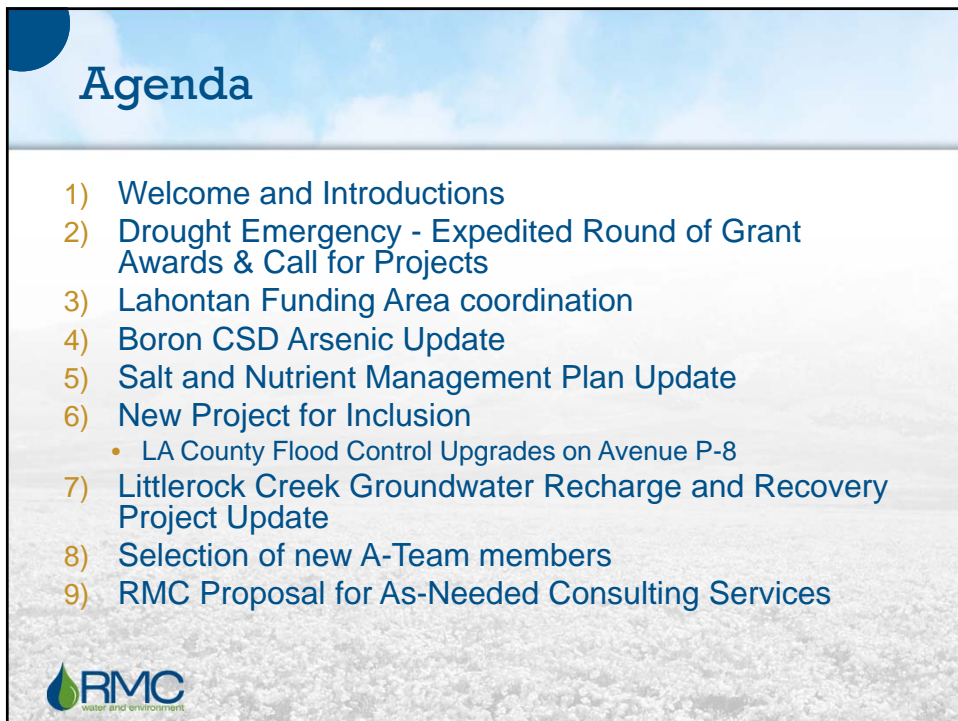 Agenda
1) Welcome and Introductions
2) Drought Emergency - Expedited Round of Grant
Awards & Call for Projects
3) Lahontan Funding Area coordination
4) Boron CSD Arsenic Update
5) Salt and Nutrient Management Plan Update
6) New Project for Inclusion
• LA County Flood Control Upgrades on Avenue P-8
7) Littlerock Creek Groundwater Recharge and Recovery
Project Update
8) Selection of new A-Team members
9) RMC Proposal for As-Needed Consulting Services
RMC
water and environment